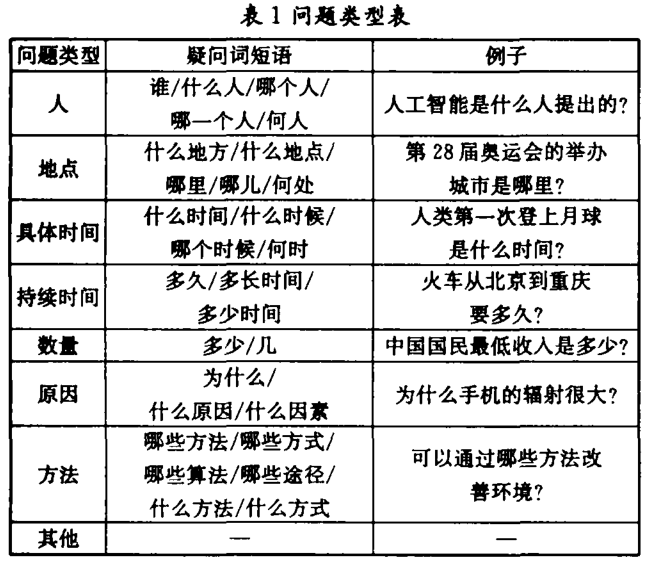 表1 问题类型表
问题类型 疑问词短语 例子
人 谁/什么人/哪个人/
哪一个人/何人 人工智能是什么人提出的?
地点 什么地方/什么地点/
哪里/哪儿/何处 第28届奥运会的举办
城市是哪里?
具体时间 什么时间/什么时候/
哪个时候/何时 人类第一次登上月球
是什么时间?
持续时间 多久/多长时间/
多少时间 火车从北京到重庆
要多久?
数量 多少/几 中国国民最低收入是多少?
原因 为什么/
什么原因/什么因素 为什么手机的辐射很大?
方法 哪些方法/哪些方式/
哪些算法/哪些途径/
什么方法/什么方式 可以通过哪些方法改
善环境?
其他 — —